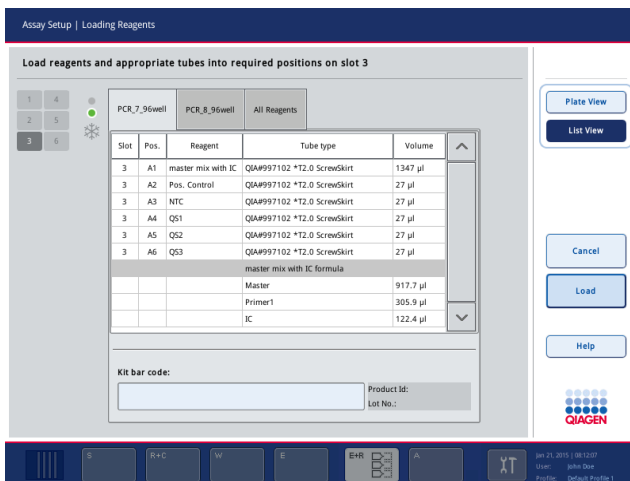 Assay Setup | Loading Reagents
Load reagents and appropriate tubes into required positions on slot 3
1 4
2 5
3 6
PCR_7_96well PCR_8_96well All Reagents
Slot Pos. Reagent Tube type Volume
3 A1 master mix with IC QIA#997102 *T2.0 ScrewSkirt 1347 µl
3 A2 Pos. Control QIA#997102 *T2.0 ScrewSkirt 27 µl
3 A3 NTC QIA#997102 *T2.0 ScrewSkirt 27 µl
3 A4 QS1 QIA#997102 *T2.0 ScrewSkirt 27 µl
3 A5 QS2 QIA#997102 *T2.0 ScrewSkirt 27 µl
3 A6 QS3 QIA#997102 *T2.0 ScrewSkirt 27 µl
master mix with IC formula
Master 917.7 µl
Primer1 305.9 µl
IC 122.4 µl
Kit bar code:
Product Id:
Lot No.:
Plate View
List View
Cancel
Load
Help
QIAGEN
S R+C W E E+R A
Jan 21, 2015 | 08:12:07
User: John Doe
Profile: Default Profile 1